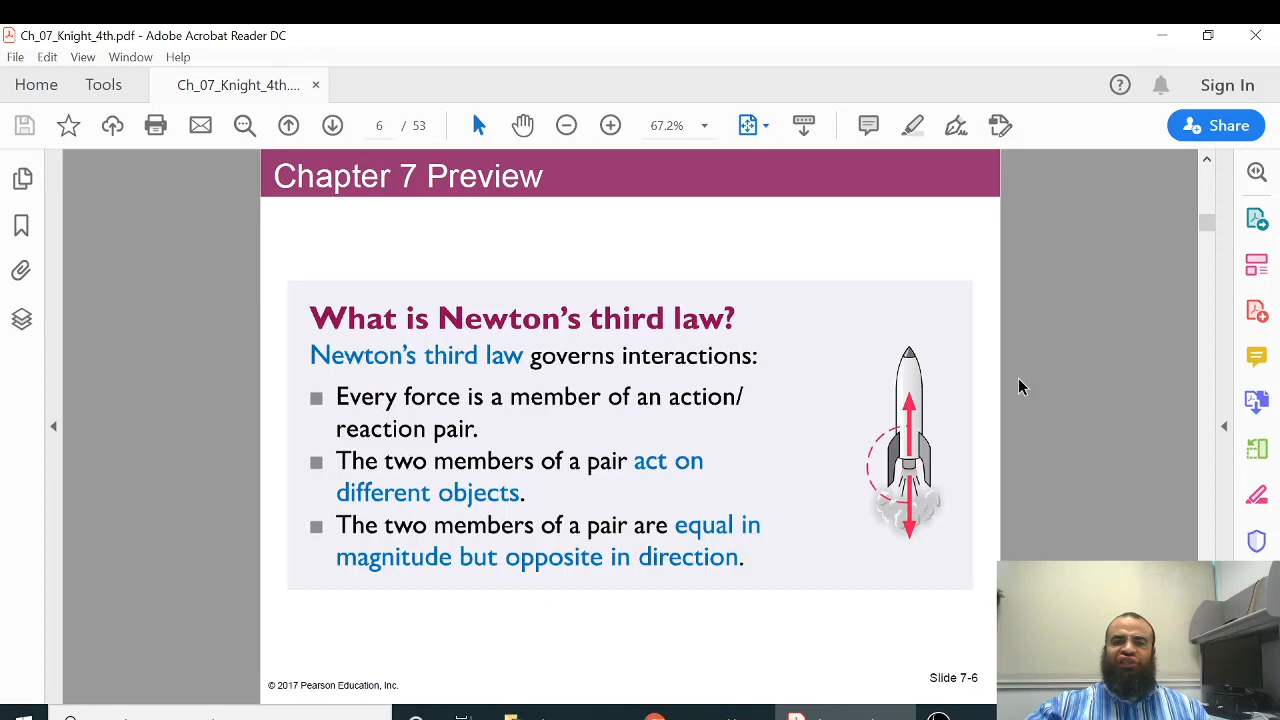 Ch_07_Knight_4th.pdf - Adobe Acrobat Reader DC
File Edit View Window Help
Home Tools Ch_07_Knight_4th.... × Sign In
6 / 53 67.2% Share
Chapter 7 Preview
What is Newton's third law?
Newton's third law governs interactions:
Every force is a member of an action/
reaction pair.
The two members of a pair act on
different objects.
The two members of a pair are equal in
magnitude but opposite in direction.
© 2017 Pearson Education, Inc.
Slide 7-6